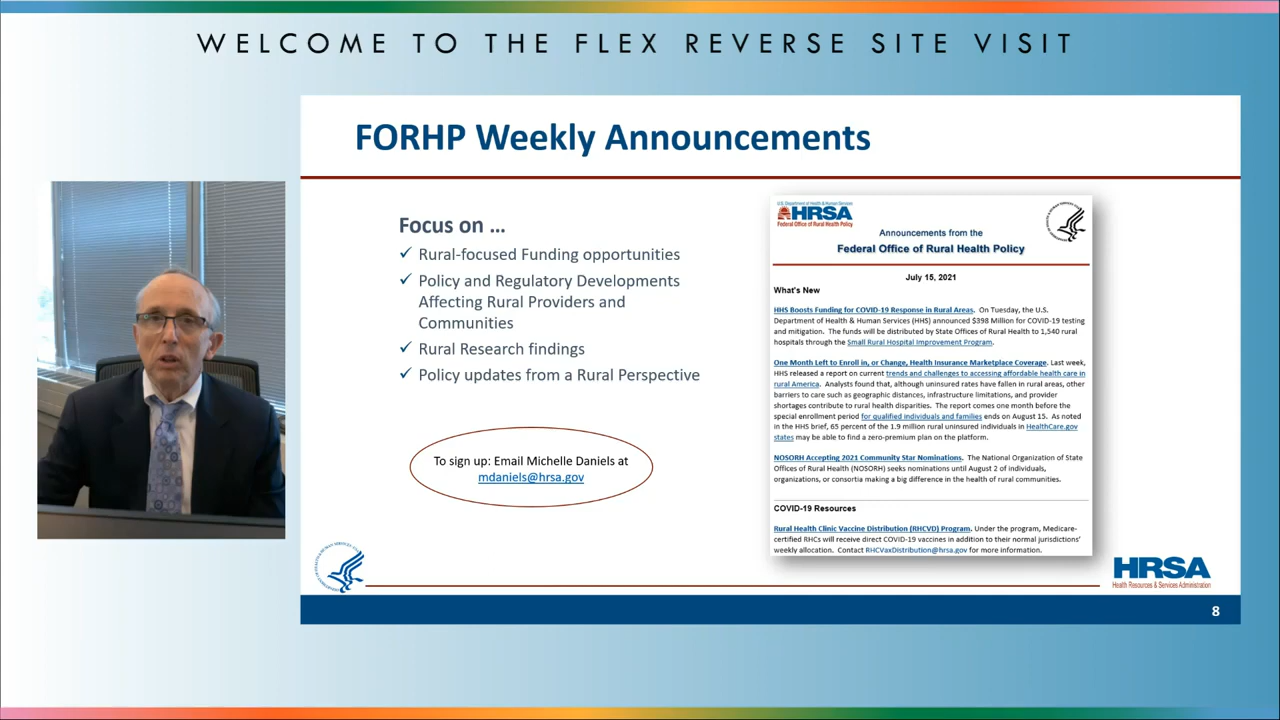 WELCOME TO THE FLEX REVERSE SITE VISIT
FORHP Weekly Announcements
Focus on ...
✓ Rural-focused Funding opportunities
✓ Policy and Regulatory Developments
Affecting Rural Providers and
Communities
✓ Rural Research findings
✓ Policy updates from a Rural Perspective
To sign up: Email Michelle Daniels at
mdaniels@hrsa.gov
U.S. Department of Health & Human Services
HRSA
Federal Office of Rural Health Policy
Announcements from the
Federal Office of Rural Health Policy
July 15, 2021
What's New
HHS Boosts Funding for COVID-19 Response in Rural Areas. On Tuesday, the U.S.
Department of Health & Human Services (HHS) announced $398 Million for COVID-19 testing
and mitigation. The funds will be distributed by State Offices of Rural Health to 1,540 rural
hospitals through the Small Rural Hospital Improvement Program.
One Month Left to Enroll in, or Change, Health Insurance Marketplace Coverage. Last week,
HHS released a report on current trends and challenges to accessing affordable health care in
rural America. Analysts found that, although uninsured rates have fallen in rural areas, other
barriers to care such as geographic distances, infrastructure limitations, and provider
shortages contribute to rural health disparities. The report comes one month before the
special enrollment period for qualified individuals and families ends on August 15. As noted
in the HHS brief, 65 percent of the 1.9 million rural uninsured individuals in HealthCare.gov
states may be able to find a zero-premium plan on the platform.
NOSORH Accepting 2021 Community Star Nominations. The National Organization of State
Offices of Rural Health (NOSORH) seeks nominations until August 2 of individuals,
organizations, or consortia making a big difference in the health of rural communities.
COVID-19 Resources
Rural Health Clinic Vaccine Distribution (RHCVD) Program. Under the program, Medicare-
certified RHCs will receive direct COVID-19 vaccines in addition to their normal jurisdictions'
weekly allocation. Contact RHCVaxDistribution@hrsa.gov for more information.
HRSA
Health Resources & Services Administration
8